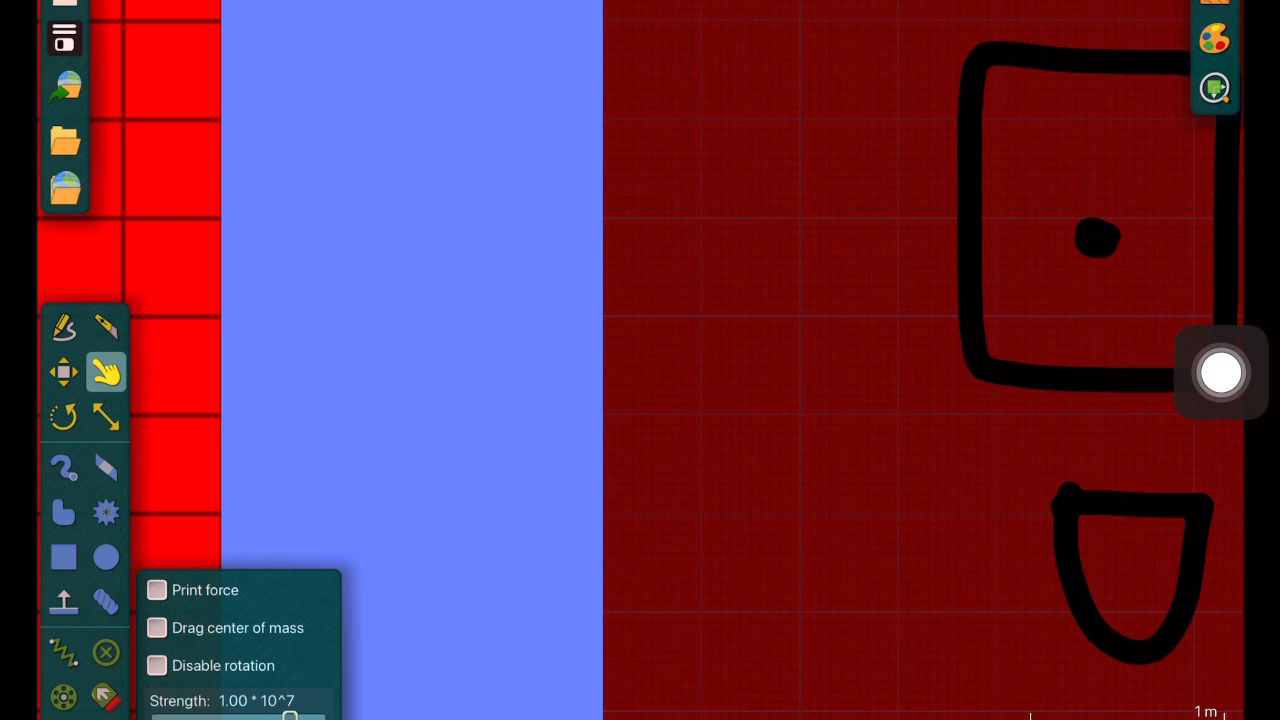 Print force
Drag center of mass
Disable rotation
Strength: 1.00 * 10^7
1 m